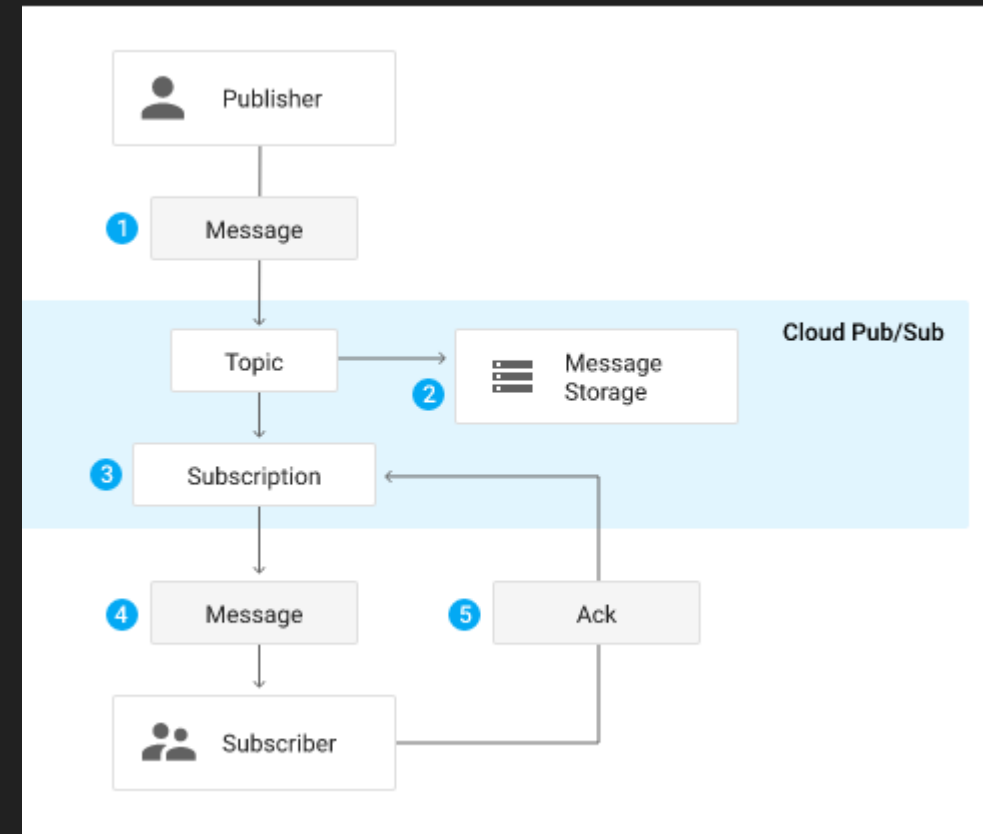 Publisher
1
Message
Cloud Pub/Sub
Topic
Message
Storage
2
3
Subscription
4
Message
5
Ack
Subscriber